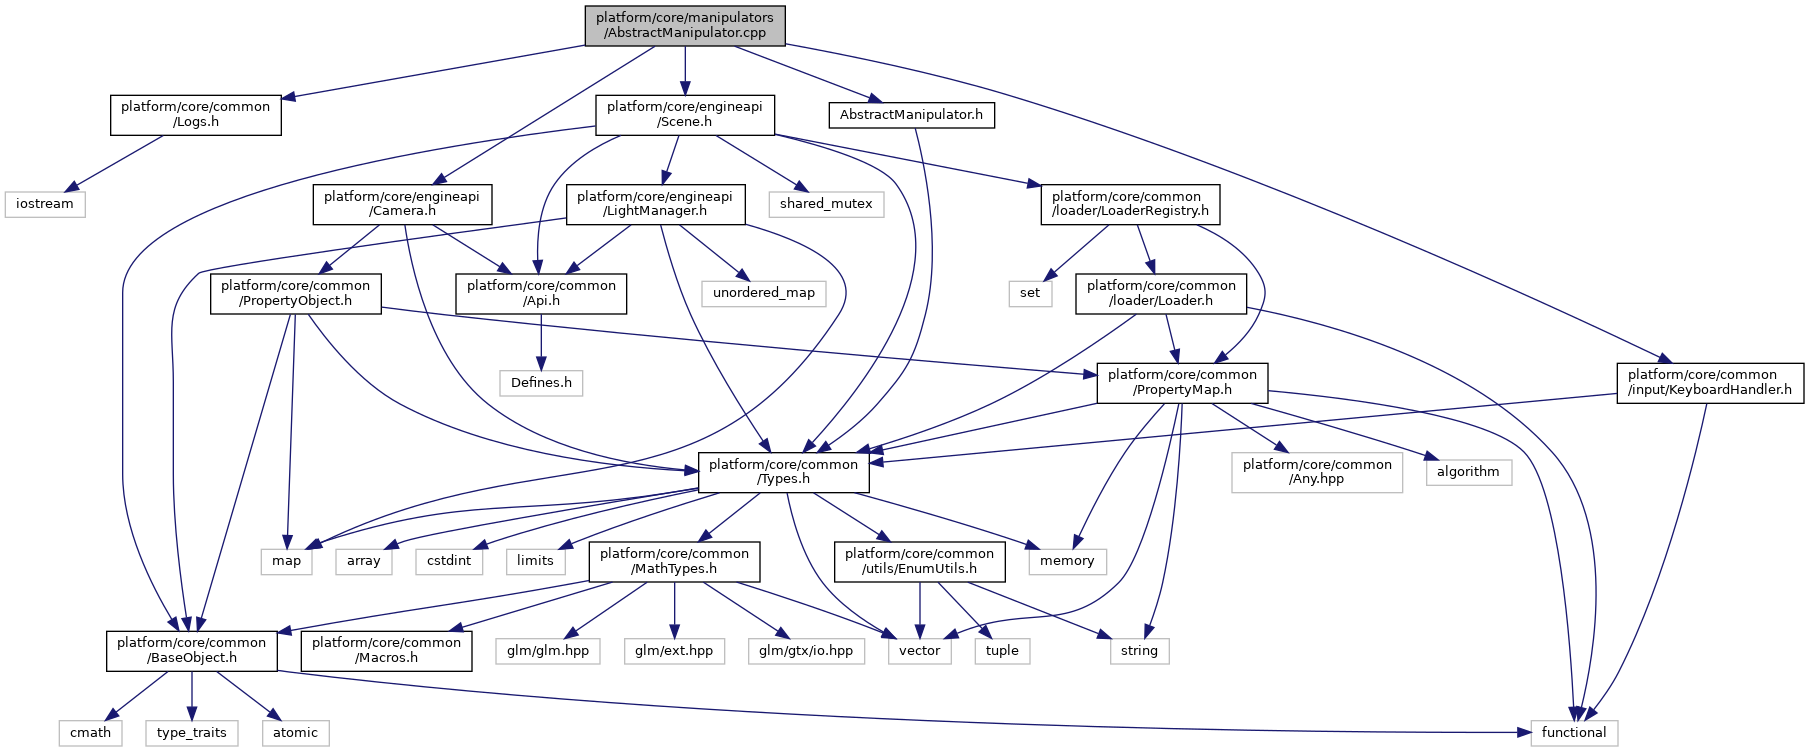 platform/core/manipulators
/AbstractManipulator.cpp
platform/core/common
/Logs.h
platform/core/engineapi
/Scene.h
AbstractManipulator.h
iostream
platform/core/engineapi
/Camera.h
platform/core/engineapi
/LightManager.h
shared_mutex
platform/core/common
/loader/LoaderRegistry.h
platform/core/common
/PropertyObject.h
platform/core/common
/Api.h
unordered_map
set
platform/core/common
/loader/Loader.h
Defines.h
platform/core/common
/PropertyMap.h
platform/core/common
/input/KeyboardHandler.h
platform/core/common
/Types.h
platform/core/common
/Any.hpp
algorithm
map
array
cstdint
limits
platform/core/common
/MathTypes.h
platform/core/common
/utils/EnumUtils.h
memory
platform/core/common
/BaseObject.h
platform/core/common
/Macros.h
glm/glm.hpp
glm/ext.hpp
glm/gtx/io.hpp
vector
tuple
string
cmath
type_traits
atomic
functional